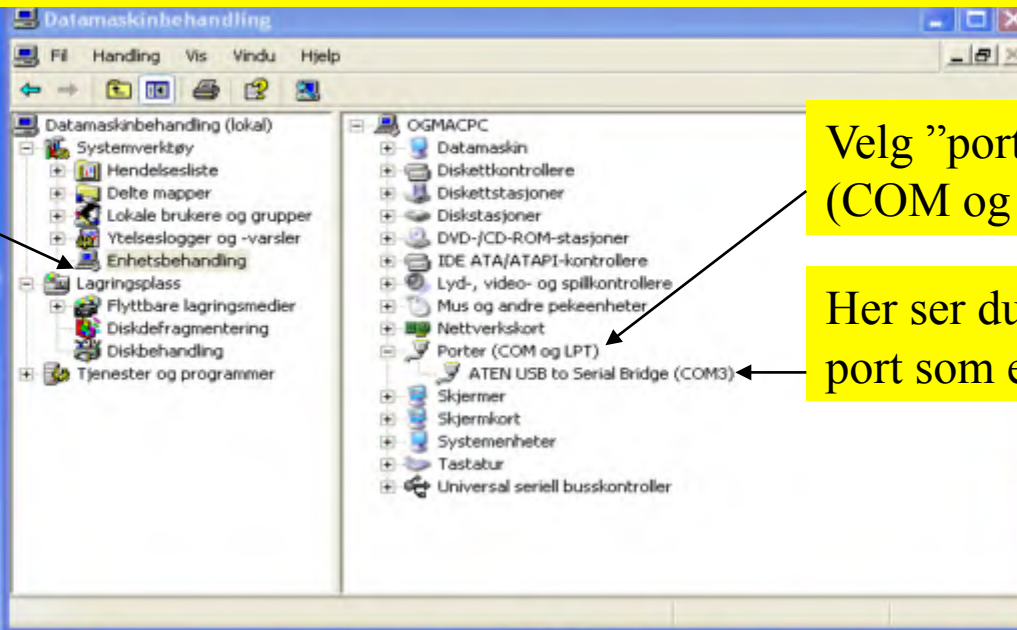 Datamaskinbehandling
Fil Handling Vis Vindu Hjelp
Datamaskinbehandling (lokal)
Systemverktøy
Hendelsesliste
Delte mapper
Lokale brukere og grupper
Ytelseslogger og -varsler
Enhetsbehandling
Lagringsplass
Flyttbare lagringsmedier
Diskdefragmentering
Diskbehandling
Tjenester og programmer
OGMACPC
Datamaskin
Diskettkontrollere
Diskettstasjoner
Diskstasjoner
DVD-/CD-ROM-stasjoner
IDE ATA/ATAPI-kontrollere
Lyd-, video- og spillkontrollere
Mus og andre pekeenheter
Nettverkskort
Porter (COM og LPT)
ATEN USB to Serial Bridge (COM3)
Skjermer
Skjermkort
Systemenheter
Tastatur
Universal seriell busskontroller
Velg ”port
(COM og
Her ser du
port som e